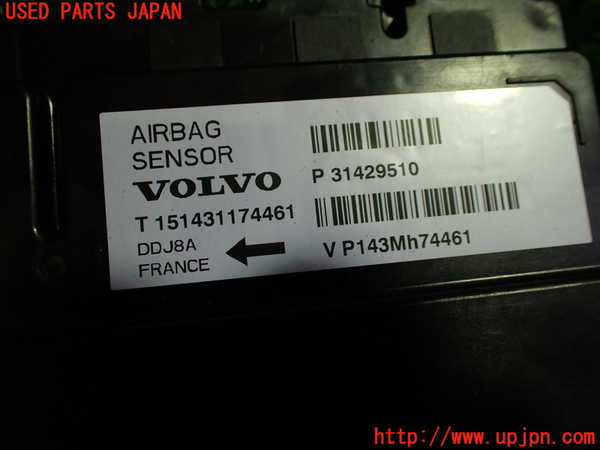 USED PARTS JAPAN
AIRBAG
SENSOR
VOLVO
P 31429510
T 151431174461
DDJ8A
FRANCE
V P143Mh74461
http://www.upjpn.com/